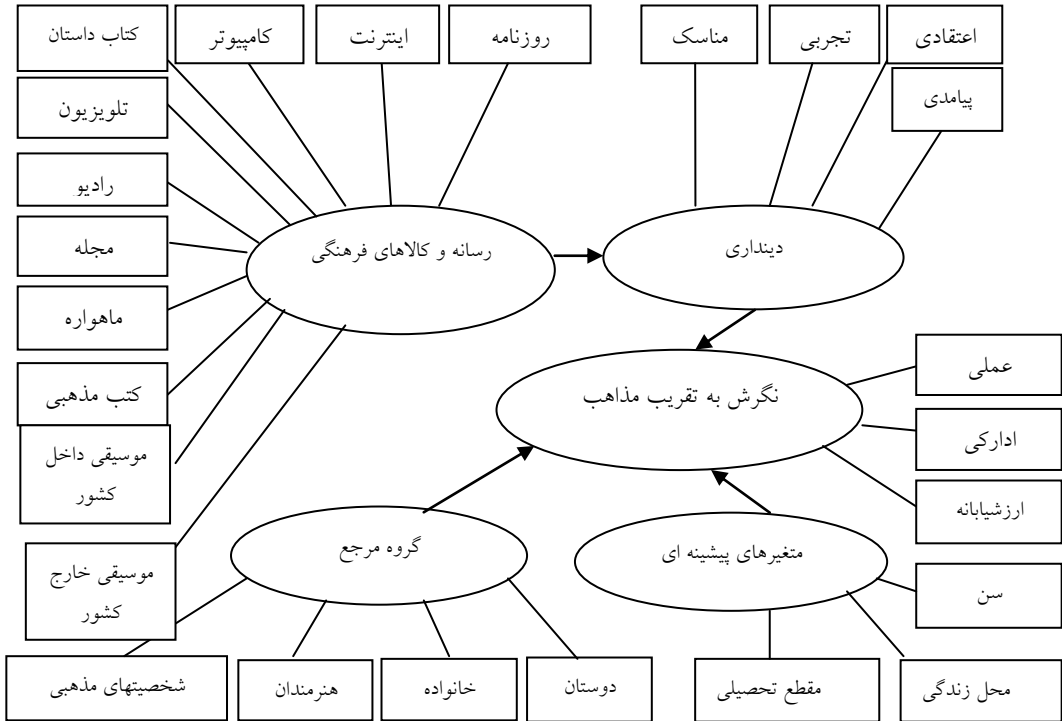 اعتقادی
تجربی
مناسک
روزنامه
اینترنت
کامپیوتر
کتاب داستان
پیامدی
تلویزیون
رادیو
مجله
ماهواره
کتب مذهبی
موسیقی داخل
کشور
موسیقی خارج
کشور
رسانه و کالاهای فرهنگی
دینداری
نگرش به تقریب مذاهب
عملی
ادارکی
ارزشیابانه
گروه مرجع
متغیرهای پیشینه ای
سن
محل زندگی
مقطع تحصیلی
دوستان
خانواده
هنرمندان
شخصیتهای مذهبی